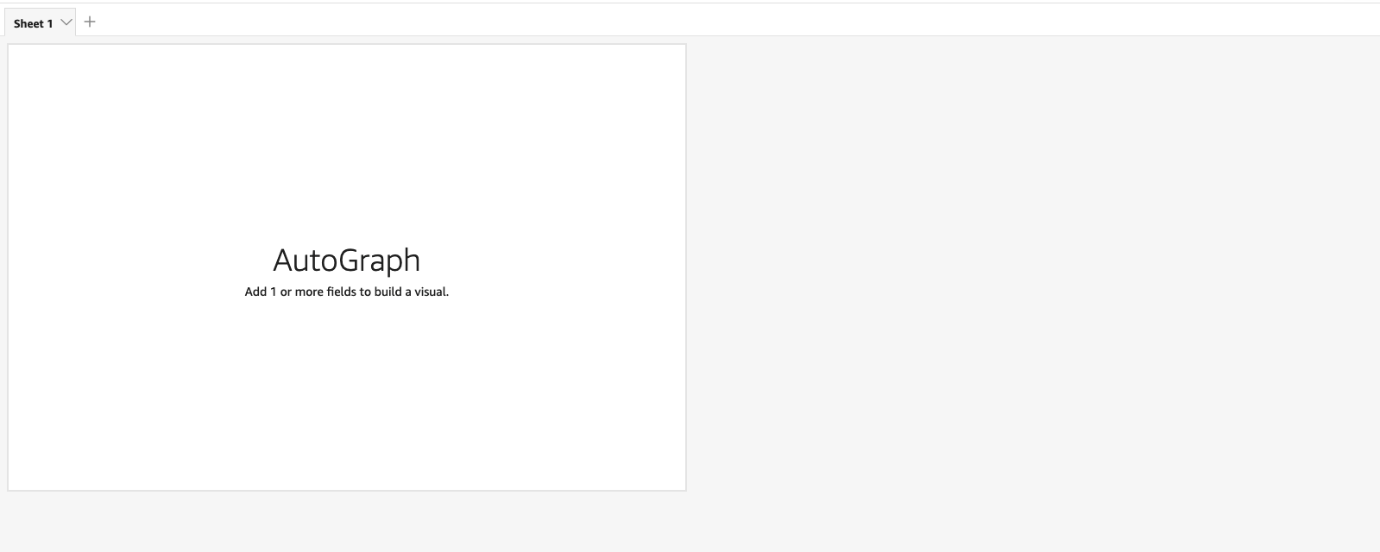 Sheet 1
AutoGraph
Add 1 or more fields to build a visual.